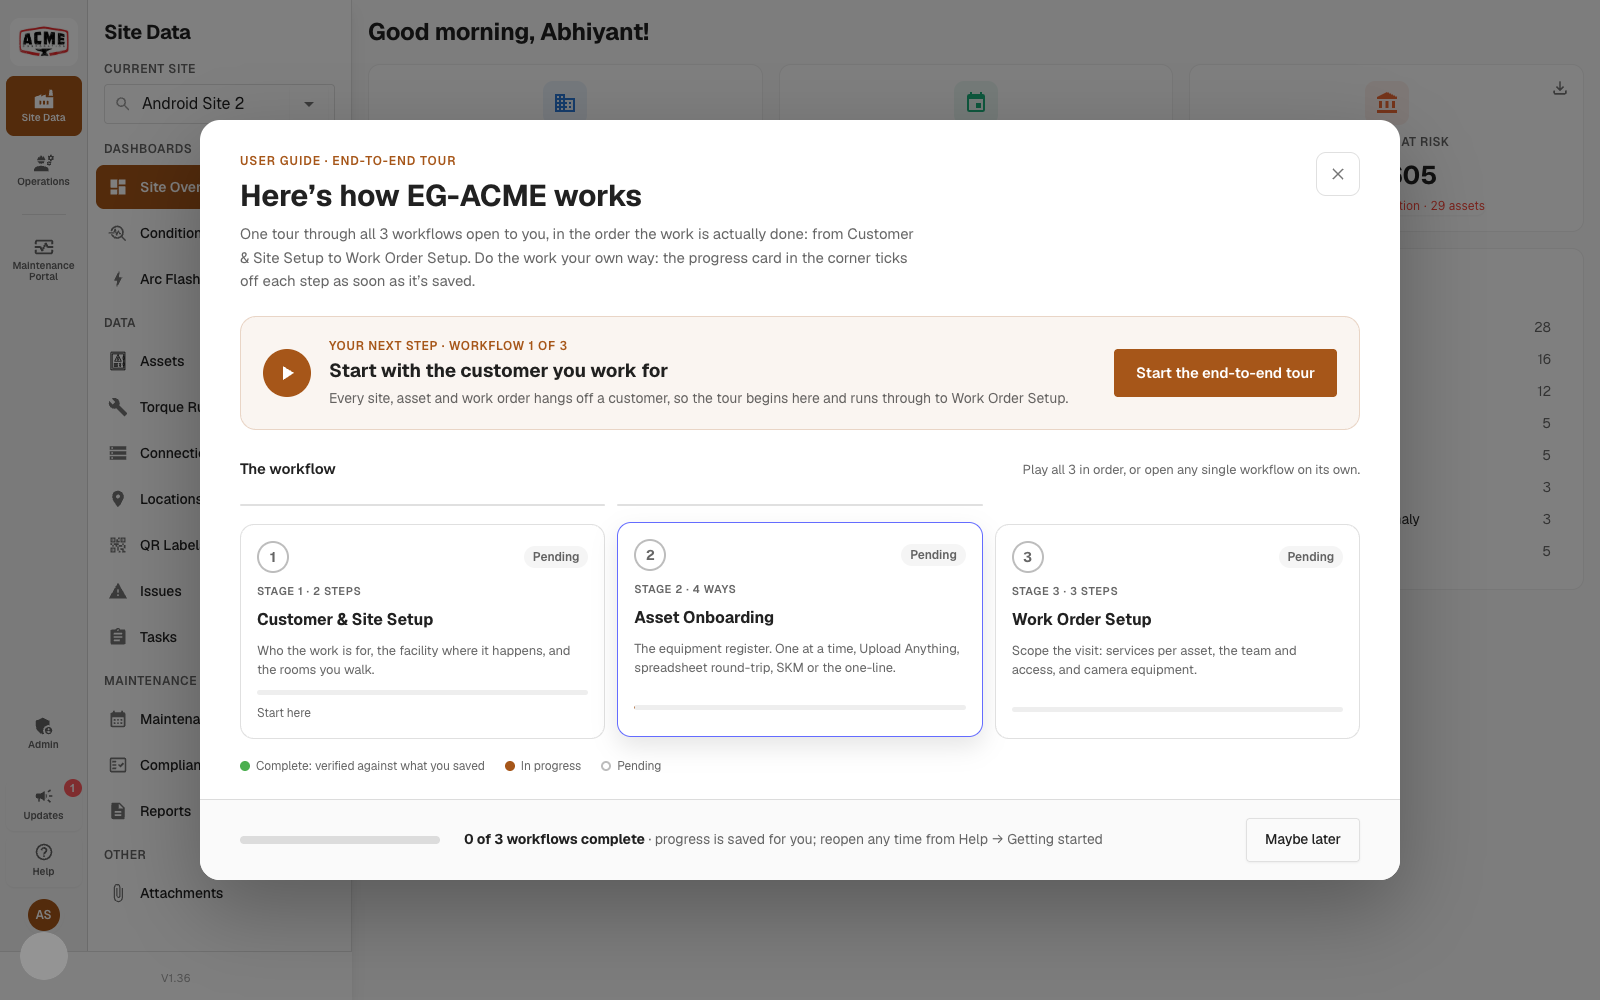 ACME
Site Data
Operations
Maintenance
Portal
Admin
1
Updates
Help
AS
Site Data
CURRENT SITE
Android Site 2
DASHBOARDS
Site Over
Condition
Arc Flash
DATA
Assets
Torque Ru
Connectio
Locations
QR Label
Issues
Tasks
MAINTENANCE
Maintena
Complian
Reports
OTHER
Attachments
V1.36
Good morning, Abhiyant!
AT RISK
tion · 29 assets
28
16
12
5
5
3
3
5
USER GUIDE · END-TO-END TOUR
Here’s how EG-ACME works
One tour through all 3 workflows open to you, in the order the work is actually done: from Customer
& Site Setup to Work Order Setup. Do the work your own way: the progress card in the corner ticks
off each step as soon as it’s saved.
YOUR NEXT STEP · WORKFLOW 1 OF 3
Start with the customer you work for
Every site, asset and work order hangs off a customer, so the tour begins here and runs through to Work Order Setup.
Start the end-to-end tour
The workflow
Play all 3 in order, or open any single workflow on its own.
1
Pending
STAGE 1 · 2 STEPS
Customer & Site Setup
Who the work is for, the facility where it happens, and
the rooms you walk.
Start here
2
Pending
STAGE 2 · 4 WAYS
Asset Onboarding
The equipment register. One at a time, Upload Anything,
spreadsheet round-trip, SKM or the one-line.
3
Pending
STAGE 3 · 3 STEPS
Work Order Setup
Scope the visit: services per asset, the team and
access, and camera equipment.
Complete: verified against what you saved
In progress
Pending
0 of 3 workflows complete · progress is saved for you; reopen any time from Help → Getting started
Maybe later